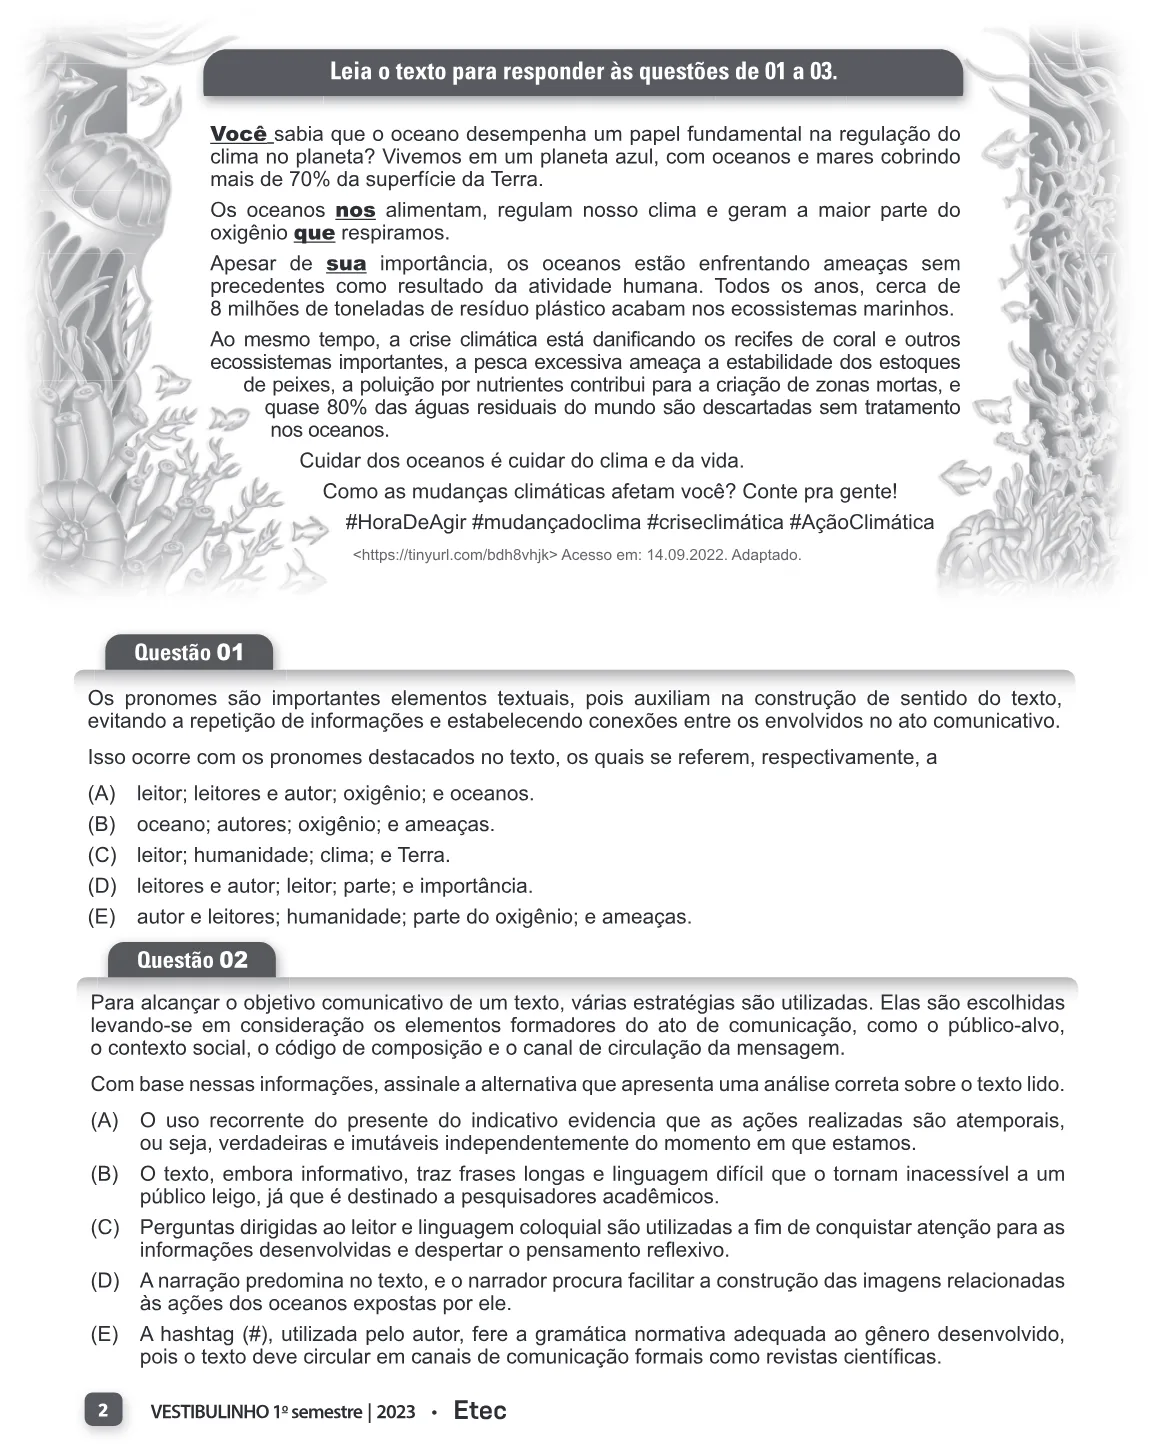 Leia o texto para responder às questões de 01 a 03.
Você sabia que o oceano desempenha um papel fundamental na regulação do
clima no planeta? Vivemos em um planeta azul, com oceanos e mares cobrindo
mais de 70% da superfície da Terra.
Os oceanos nos alimentam, regulam nosso clima e geram a maior parte do
oxigênio que respiramos.
Apesar de sua importância, os oceanos estão enfrentando ameaças sem
precedentes como resultado da atividade humana. Todos os anos, cerca de
8 milhões de toneladas de resíduo plástico acabam nos ecossistemas marinhos.
Ao mesmo tempo, a crise climática está danificando os recifes de coral e outros
ecossistemas importantes, a pesca excessiva ameaça a estabilidade dos estoques
de peixes, a poluição por nutrientes contribui para a criação de zonas mortas, e
quase 80% das águas residuais do mundo são descartadas sem tratamento
nos oceanos.
Cuidar dos oceanos é cuidar do clima e da vida.
Como as mudanças climáticas afetam você? Conte pra gente!
#HoraDeAgir #mudançadoclima #criseclimática #AçãoClimática
<https://tinyurl.com/bdh8vhjk> Acesso em: 14.09.2022. Adaptado.
Questão 01
Os pronomes são importantes elementos textuais, pois auxiliam na construção de sentido do texto,
evitando a repetição de informações e estabelecendo conexões entre os envolvidos no ato comunicativo.
Isso ocorre com os pronomes destacados no texto, os quais se referem, respectivamente, a
(A) leitor; leitores e autor; oxigênio; e oceanos.
(B) oceano; autores; oxigênio; e ameaças.
(C) leitor; humanidade; clima; e Terra.
(D) leitores e autor; leitor; parte; e importância.
(E) autor e leitores; humanidade; parte do oxigênio; e ameaças.
Questão 02
Para alcançar o objetivo comunicativo de um texto, várias estratégias são utilizadas. Elas são escolhidas
levando-se em consideração os elementos formadores do ato de comunicação, como o público-alvo,
o contexto social, o código de composição e o canal de circulação da mensagem.
Com base nessas informações, assinale a alternativa que apresenta uma análise correta sobre o texto lido.
(A) O uso recorrente do presente do indicativo evidencia que as ações realizadas são atemporais,
ou seja, verdadeiras e imutáveis independentemente do momento em que estamos.
(B) O texto, embora informativo, traz frases longas e linguagem difícil que o tornam inacessível a um
público leigo, já que é destinado a pesquisadores acadêmicos.
(C) Perguntas dirigidas ao leitor e linguagem coloquial são utilizadas a fim de conquistar atenção para as
informações desenvolvidas e despertar o pensamento reflexivo.
(D) A narração predomina no texto, e o narrador procura facilitar a construção das imagens relacionadas
às ações dos oceanos expostas por ele.
(E) A hashtag (#), utilizada pelo autor, fere a gramática normativa adequada ao gênero desenvolvido,
pois o texto deve circular em canais de comunicação formais como revistas científicas.
2 VESTIBULINHO 1º semestre | 2023 • Etec